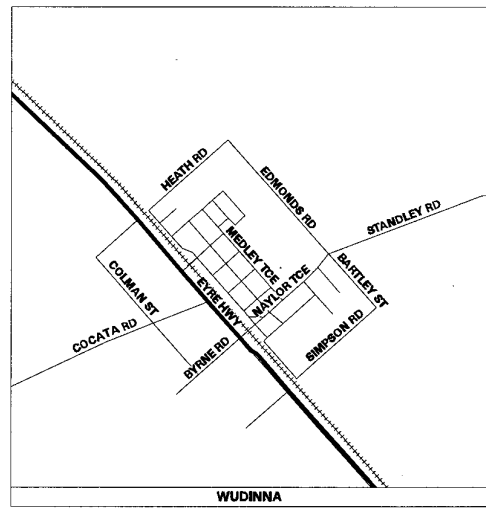 HEATH RD
EDMONDS RD
STANDLEY RD
MEDLEY TCE
BARTLEY ST
NAYLOR TCE
COLMAN ST
EYRE HWY
COCATA RD
BYRNE RD
SIMPSON RD
WUDINNA